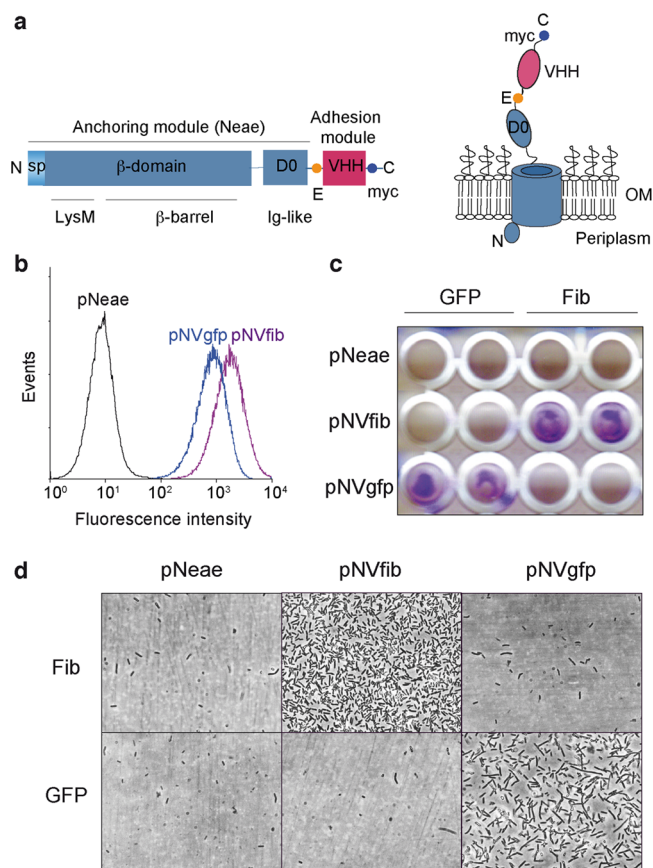 a
Anchoring module (Neae)
Adhesion
module
N
sp
β-domain
D0
VHH
C
E
myc
LysM
β-barrel
Ig-like
C
myc
VHH
E
D0
OM
N
Periplasm
b
pNeae
pNVgfp
pNVfib
Events
10⁰
10¹
10²
10³
10⁴
Fluorescence intensity
c
GFP
Fib
pNeae
pNVfib
pNVgfp
d
pNeae
pNVfib
pNVgfp
Fib
GFP